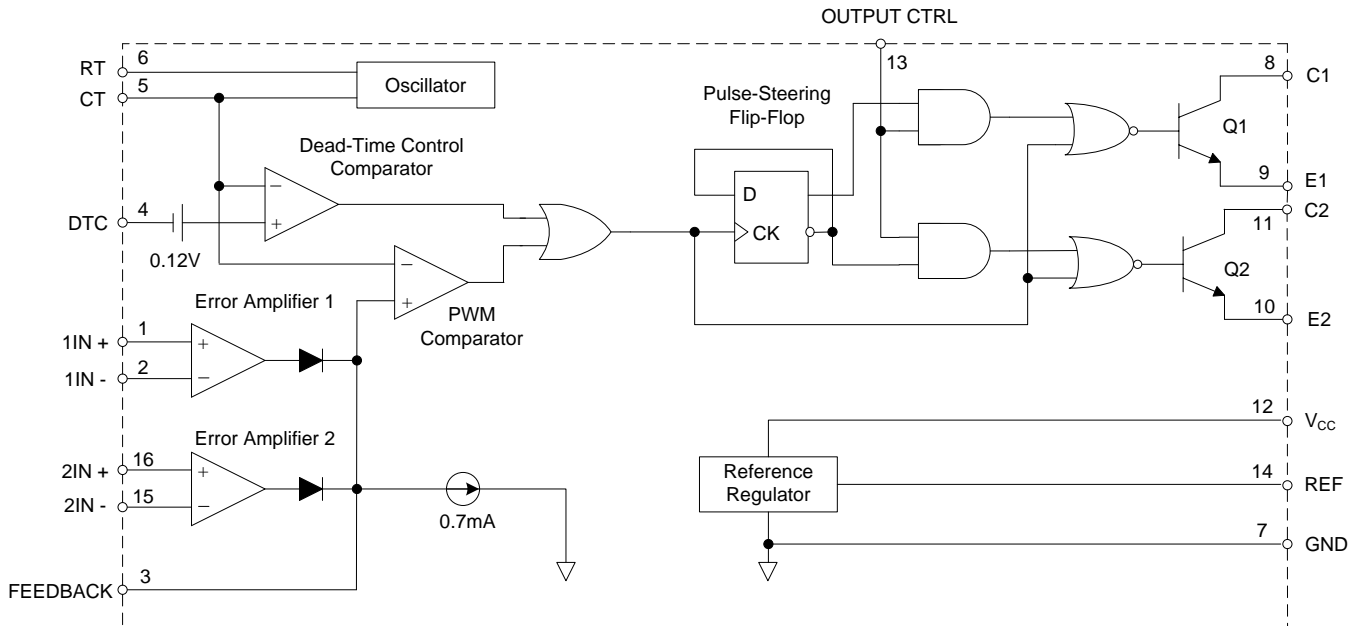 OUTPUT CTRL
13
RT
6
CT
5
Oscillator
Pulse-Steering
Flip-Flop
8
C1
Q1
9
E1
Dead-Time Control
Comparator
−
+
DTC
4
0.12V
D
CK
C2
11
Q2
10
E2
−
+
PWM
Comparator
Error Amplifier 1
1IN +
1
+
1IN -
2
−
Error Amplifier 2
2IN +
16
+
2IN -
15
−
0.7mA
12
VCC
Reference
Regulator
14
REF
7
GND
FEEDBACK
3